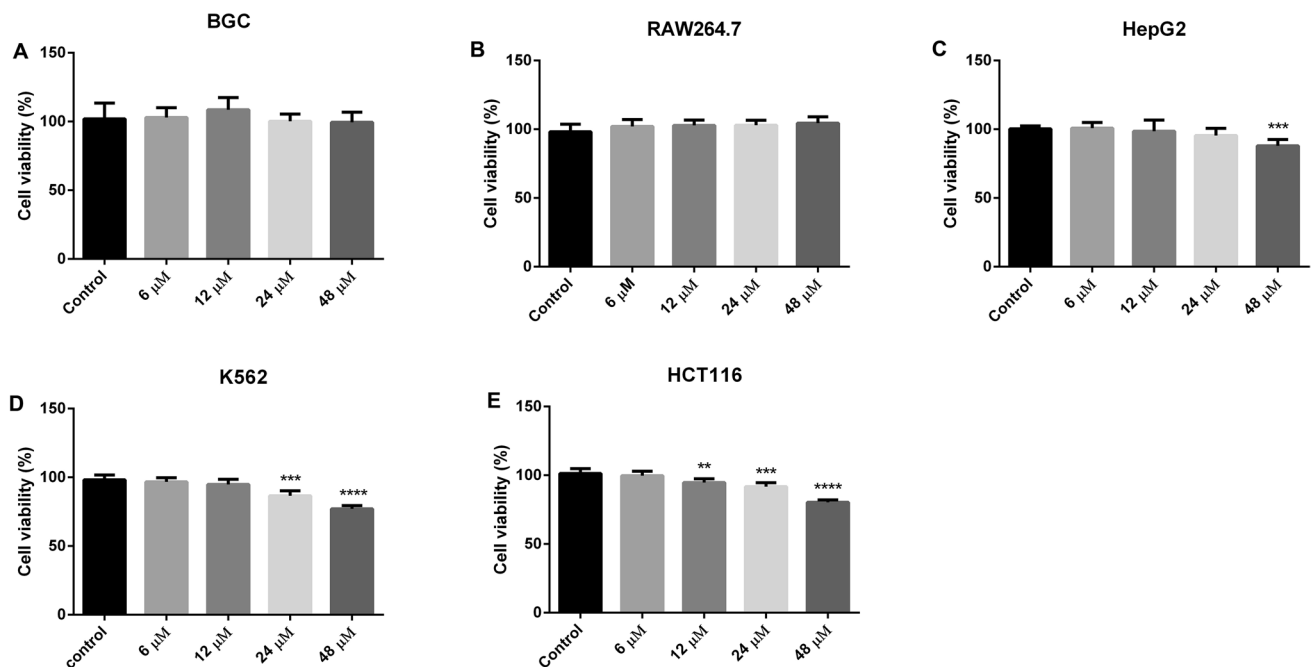 BGC
A
Cell viability (%)
150
100
50
0
Control
6 μM
12 μM
24 μM
48 μM
RAW264.7
B
Cell viability (%)
150
100
50
0
Control
6 μM
12 μM
24 μM
48 μM
HepG2
C
Cell viability (%)
150
100
50
0
***
Control
6 μM
12 μM
24 μM
48 μM
K562
D
Cell viability (%)
150
100
50
0
***
****
control
6 μM
12 μM
24 μM
48 μM
HCT116
E
Cell viability (%)
150
100
50
0
**
***
****
Control
6 μM
12 μM
24 μM
48 μM